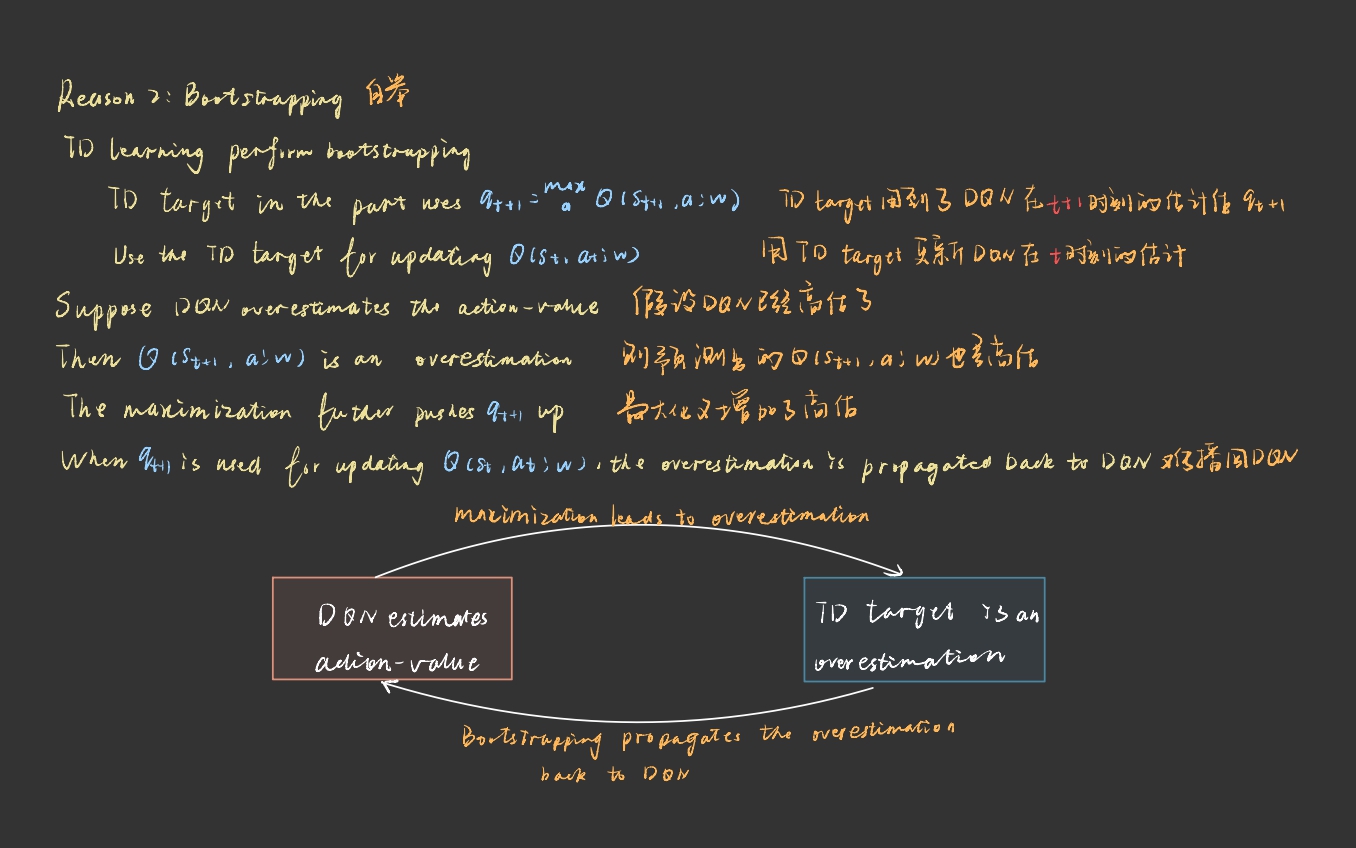 Reason 2: Bootstrapping 自举
TD learning perform bootstrapping
TD target in the part uses q_{t+1} = max_a Q(s_{t+1}, a; w) TD target 用到了 DQN 在 t+1 时刻的估计值 q_{t+1}
Use the TD target for updating Q(s_t, a_t; w) 用 TD target 更新 DQN 在 t 时刻的估计
Suppose DQN overestimates the action-value 假设DQN已经高估了
Then Q(s_{t+1}, a; w) is an overestimation 则预测出的 Q(s_{t+1}, a; w) 也是高估
The maximization futher pushes q_{t+1} up 最大化又增加了高估
When q_{t+1} is used for updating Q(s_t, a_t; w), the overestimation is propagated back to DQN 传播回DQN
maximization leads to overestimation
DQN estimates
action-value
TD target is an
overestimation
Bootstrapping propagates the overestimation
back to DQN